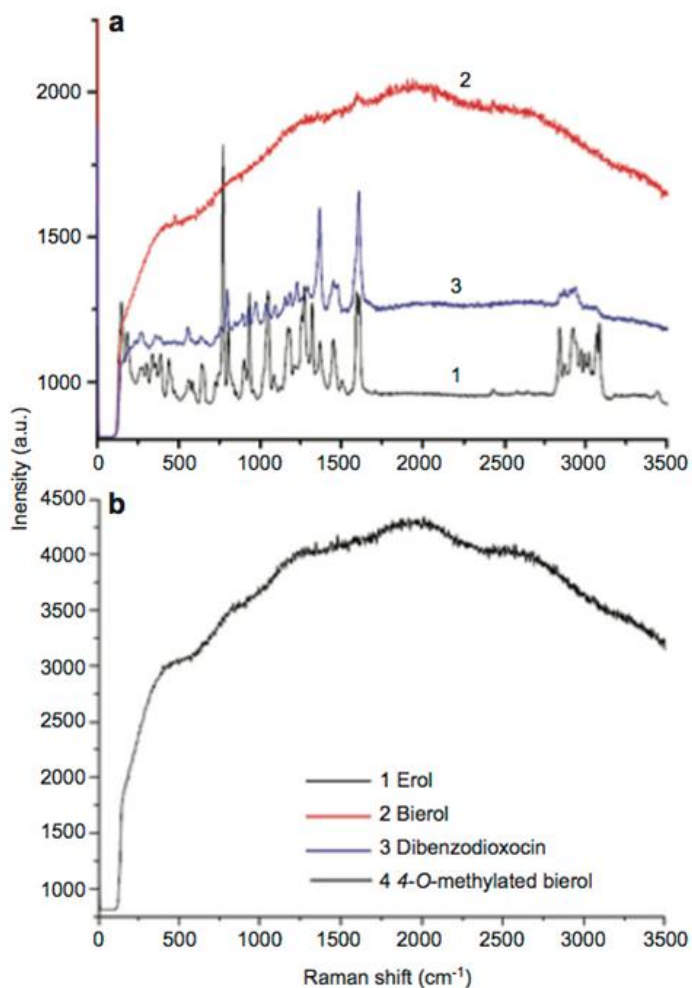 a
2000
1500
1000
2
3
1
0 500 1000 1500 2000 2500 3000 3500
Inensity (a.u.)
b
4500
4000
3500
3000
2500
2000
1500
1000
1 Erol
2 Bierol
3 Dibenzodioxocin
4 4-O-methylated bierol
0 500 1000 1500 2000 2500 3000 3500
Raman shift (cm⁻¹)